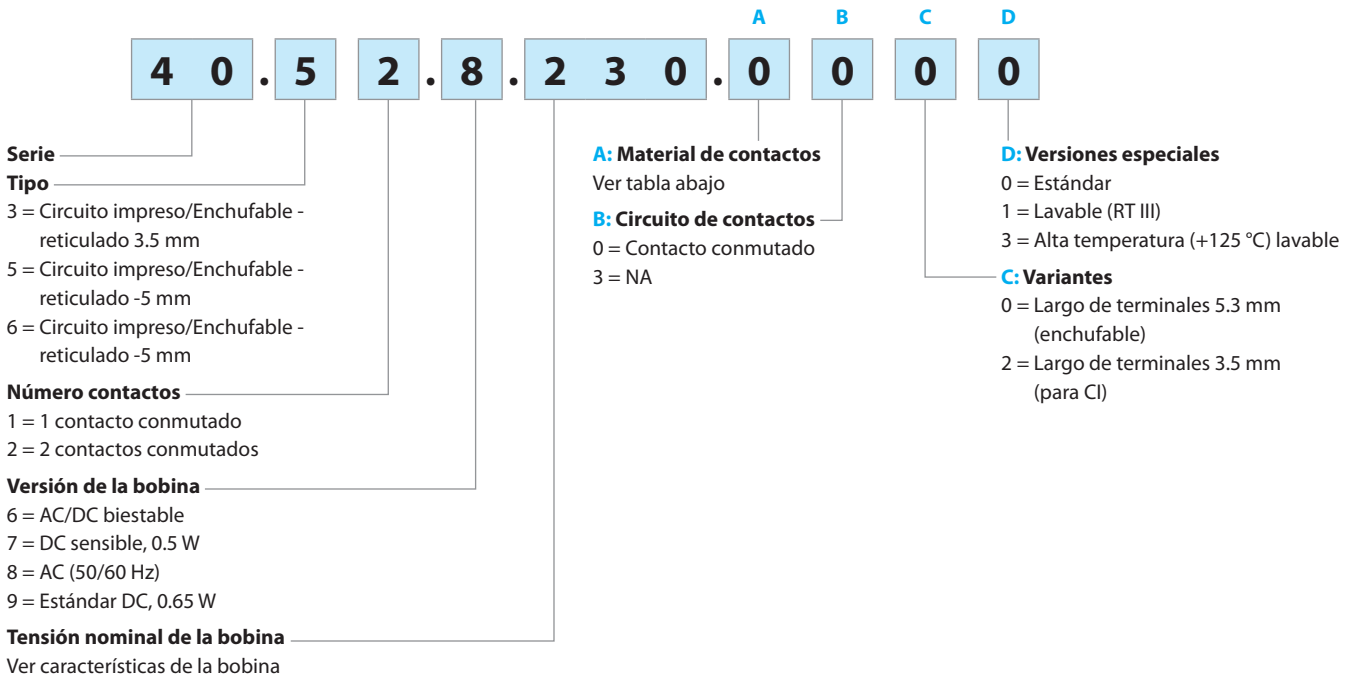 A B C D
4 0 . 5 2 . 8 . 2 3 0 . 0 0 0 0
Serie
Tipo
3 = Circuito impreso/Enchufable -
reticulado 3.5 mm
5 = Circuito impreso/Enchufable -
reticulado -5 mm
6 = Circuito impreso/Enchufable -
reticulado -5 mm
Número contactos
1 = 1 contacto conmutado
2 = 2 contactos conmutados
Versión de la bobina
6 = AC/DC biestable
7 = DC sensible, 0.5 W
8 = AC (50/60 Hz)
9 = Estándar DC, 0.65 W
Tensión nominal de la bobina
Ver características de la bobina
A: Material de contactos
Ver tabla abajo
B: Circuito de contactos
0 = Contacto conmutado
3 = NA
D: Versiones especiales
0 = Estándar
1 = Lavable (RT III)
3 = Alta temperatura (+125 °C) lavable
C: Variantes
0 = Largo de terminales 5.3 mm
(enchufable)
2 = Largo de terminales 3.5 mm
(para CI)